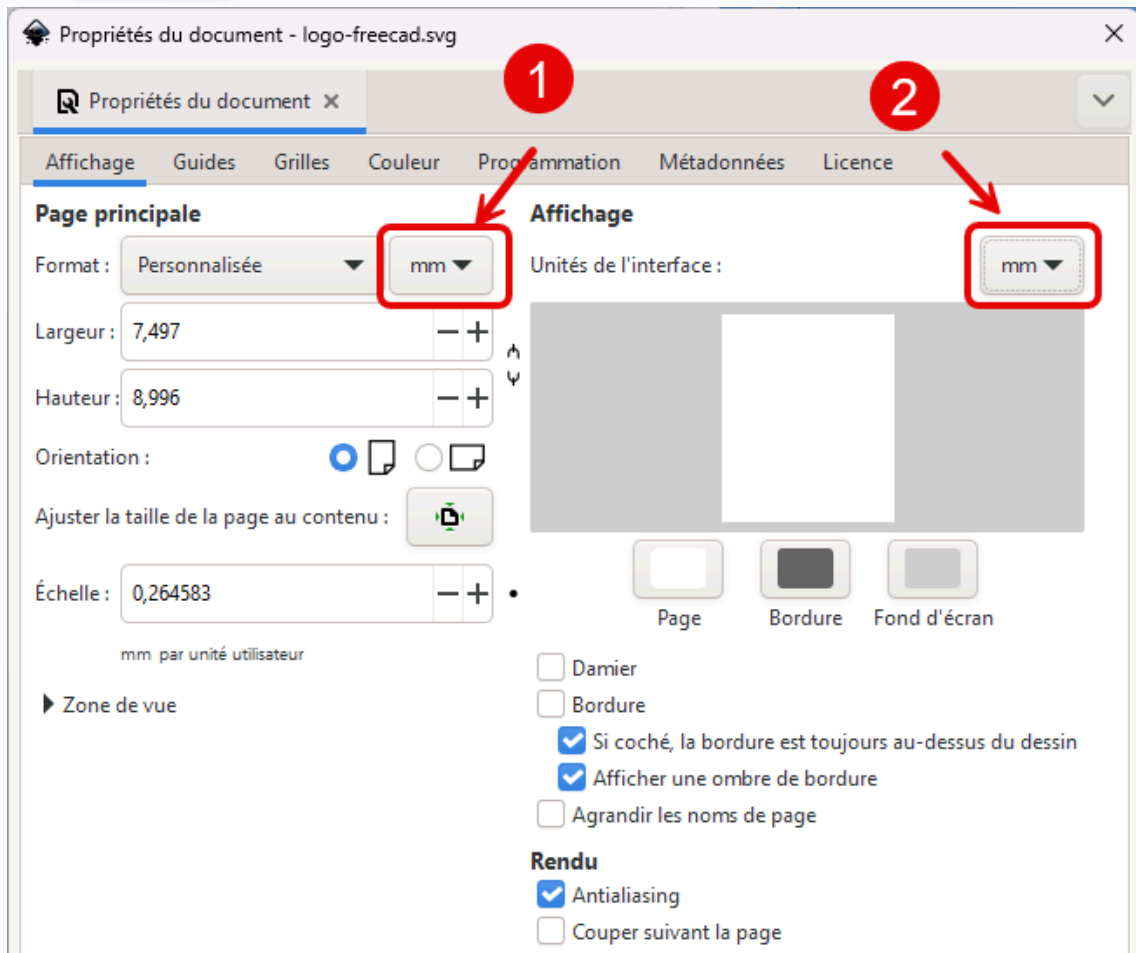 Propriétés du document - logo-freecad.svg
Propriétés du document
1
2
Affichage Guides Grilles Couleur Programmation Métadonnées Licence
Page principale
Format : Personnalisée mm
Largeur : 7,497
Hauteur : 8,996
Orientation :
Ajuster la taille de la page au contenu :
Échelle : 0,264583
mm par unité utilisateur
Zone de vue
Affichage
Unités de l'interface : mm
Page Bordure Fond d'écran
Damier
Bordure
Si coché, la bordure est toujours au-dessus du dessin
Afficher une ombre de bordure
Agrandir les noms de page
Rendu
Antialiasing
Couper suivant la page